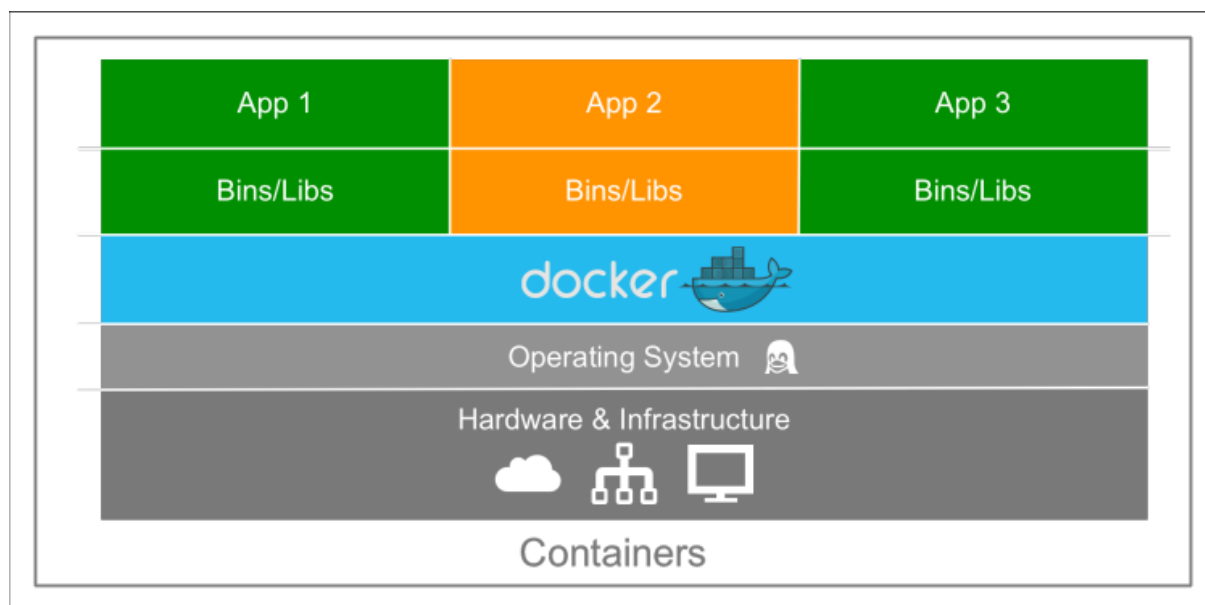 App 1 App 2 App 3
Bins/Libs Bins/Libs Bins/Libs
docker
Operating System
Hardware & Infrastructure
Containers